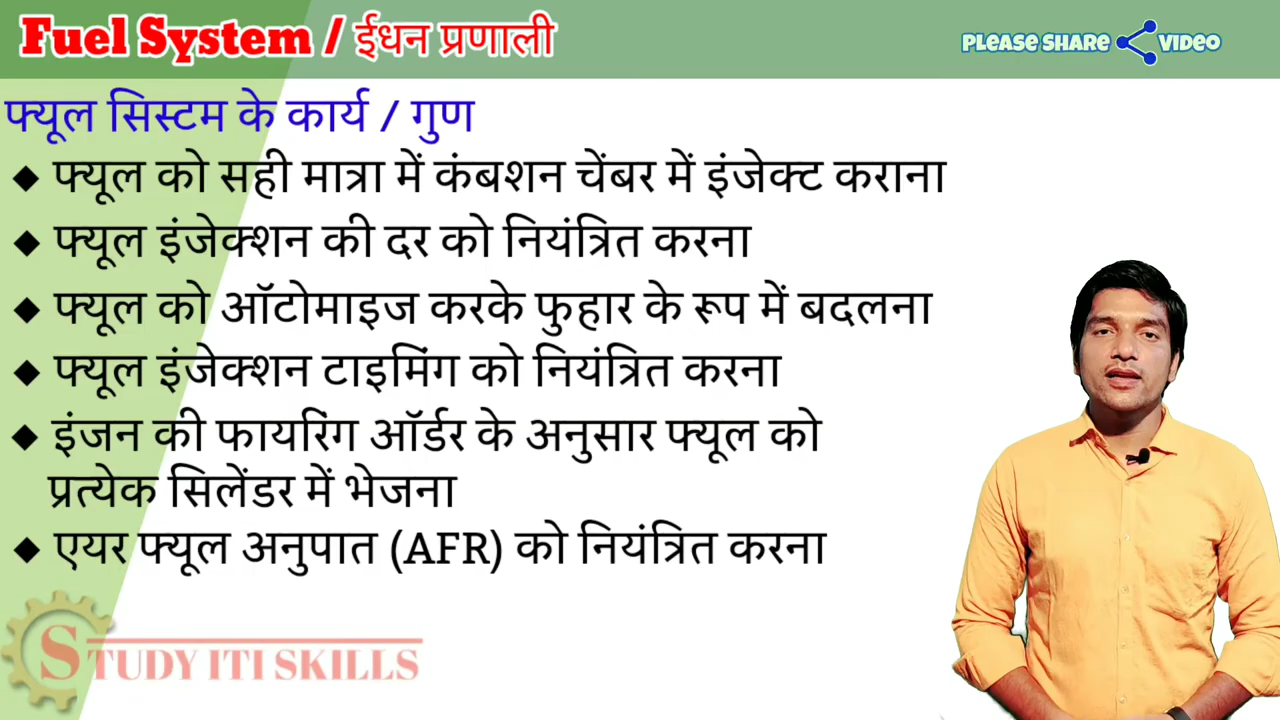 Fuel System / ईधन प्रणाली
PLEASE SHARE VIDEO
फ्यूल सिस्टम के कार्य / गुण
◆ फ्यूल को सही मात्रा में कंबशन चेंबर में इंजेक्ट कराना
◆ फ्यूल इंजेक्शन की दर को नियंत्रित करना
◆ फ्यूल को ऑटोमाइज करके फुहार के रूप में बदलना
◆ फ्यूल इंजेक्शन टाइमिंग को नियंत्रित करना
◆ इंजन की फायरिंग ऑर्डर के अनुसार फ्यूल को
प्रत्येक सिलेंडर में भेजना
◆ एयर फ्यूल अनुपात (AFR) को नियंत्रित करना
STUDY ITI SKILLS